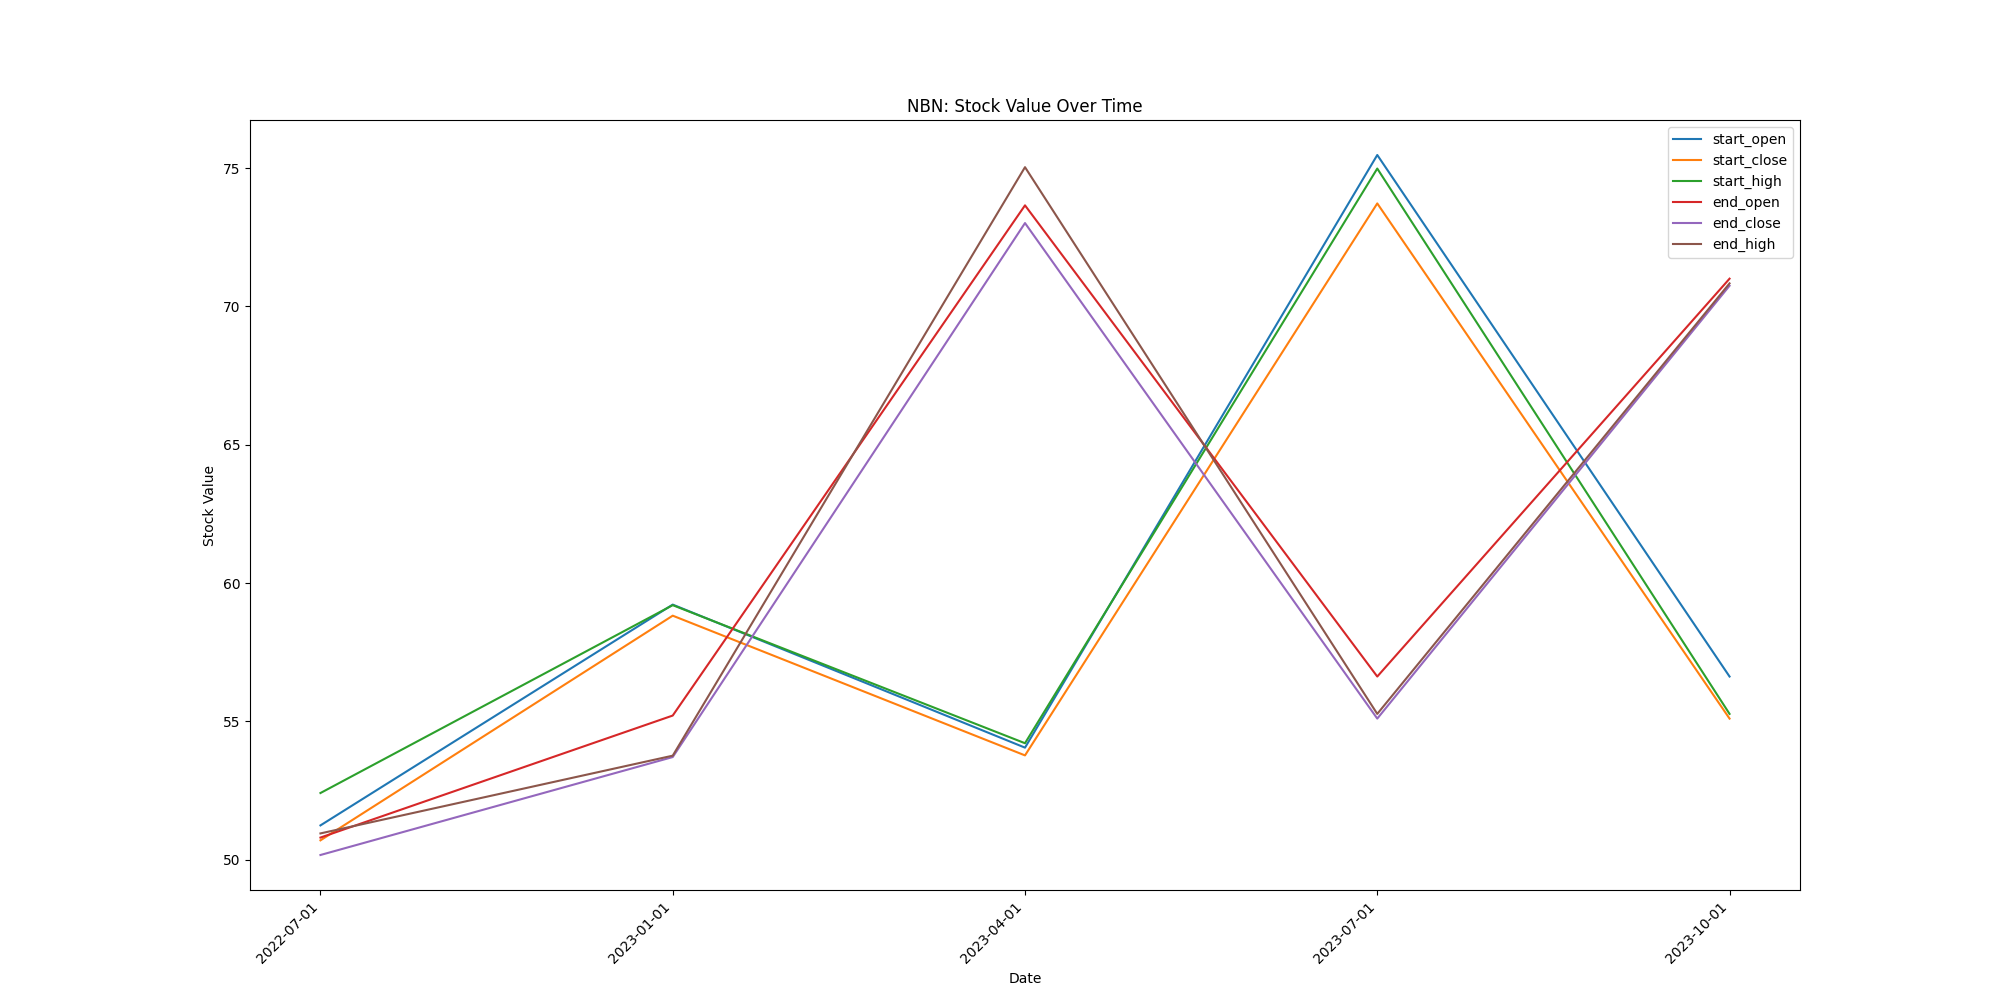 NBN: Stock Value Over Time
start_open
start_close
start_high
end_open
end_close
end_high
75
70
65
60
55
50
Stock Value
2022-07-01
2023-01-01
2023-04-01
2023-07-01
2023-10-01
Date